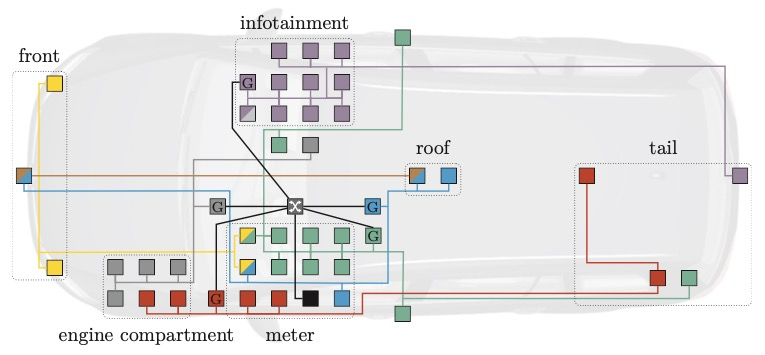 infotainment
front
G
roof
tail
G
X
G
G
G
engine compartment
meter